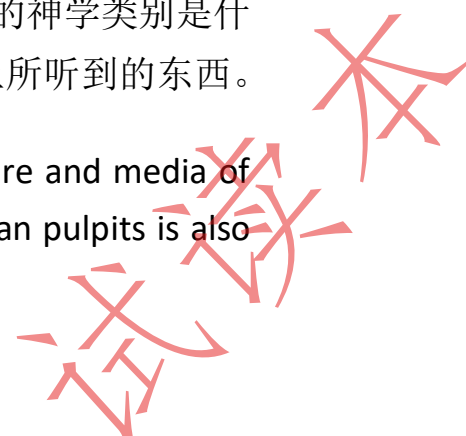 的神学类别是什
所听到的东西。
re and media of
an pulpits is also
试读本